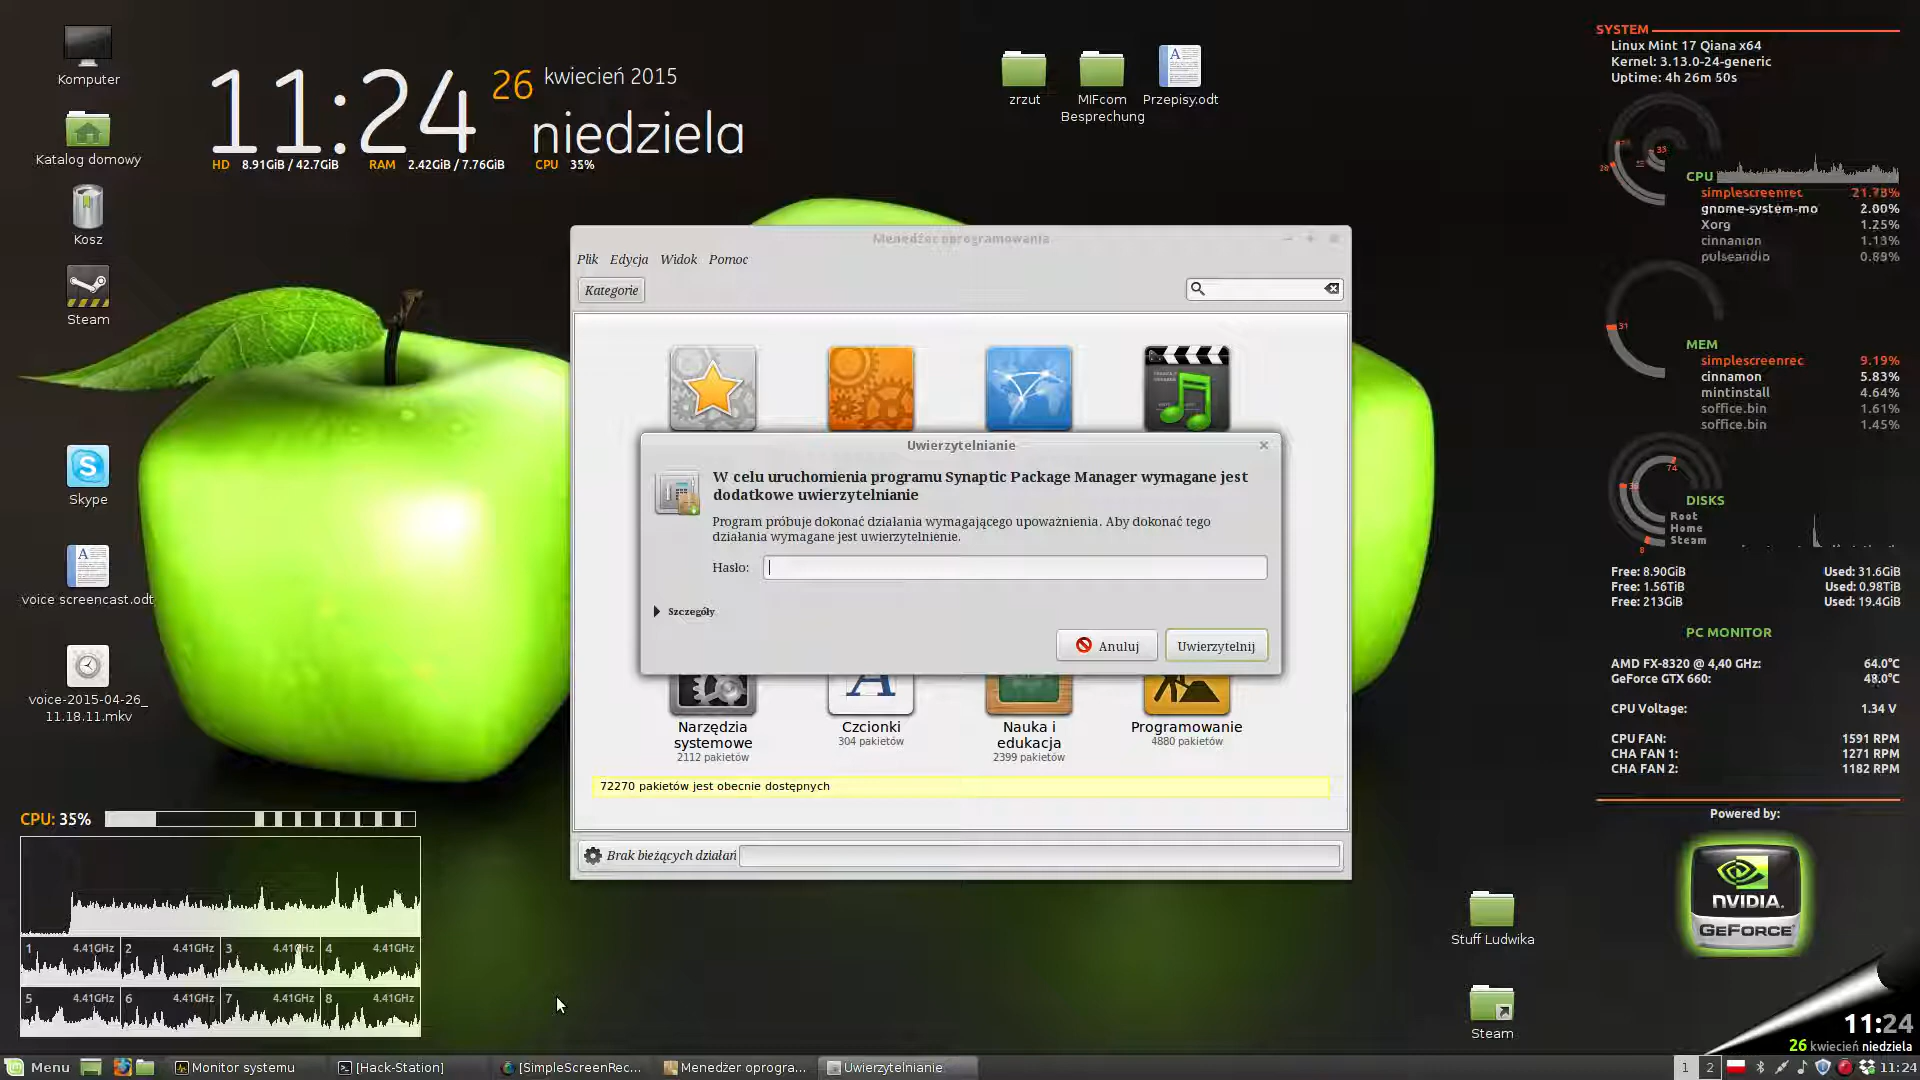 Komputer
Katalog domowy
Kosz
Steam
Skype
voice screencast.odt
voice-2015-04-26_
11.18.11.mkv
11:24
26
kwiecień 2015
niedziela
HD 8.91GiB / 42.7GiB RAM 2.42GiB / 7.76GiB CPU 35%
zrzut
MIFcom
Besprechung
Przepisy.odt
SYSTEM
Linux Mint 17 Qiana x64
Kernel: 3.13.0-24-generic
Uptime: 4h 26m 50s
CPU
simplescreenrec 21.73%
gnome-system-mo 2.00%
Xorg 1.25%
cinnamon 1.13%
pulseaudio 0.89%
31
MEM
simplescreenrec 9.19%
cinnamon 5.83%
mintinstall 4.64%
soffice.bin 1.61%
soffice.bin 1.45%
74
8
DISKS
Root
Home
Steam
Free: 8.90GiB Used: 31.6GiB
Free: 1.56TiB Used: 0.98TiB
Free: 213GiB Used: 19.4GiB
PC MONITOR
AMD FX-8320 @ 4,40 GHz: 64.0°C
GeForce GTX 660: 48.0°C
CPU Voltage: 1.34 V
CPU FAN: 1591 RPM
CHA FAN 1: 1271 RPM
CHA FAN 2: 1182 RPM
Powered by:
NVIDIA.
GEFORCE
Menedżer oprogramowania
Plik Edycja Widok Pomoc
Kategorie
Uwierzytelnianie
W celu uruchomienia programu Synaptic Package Manager wymagane jest
dodatkowe uwierzytelnianie
Program próbuje dokonać działania wymagającego upoważnienia. Aby dokonać tego
działania wymagane jest uwierzytelnienie.
Hasło:
Szczegóły
Anuluj Uwierzytelnij
Narzędzia
systemowe
2112 pakietów
Czcionki
304 pakietów
Nauka i
edukacja
2399 pakietów
Programowanie
4880 pakietów
72270 pakietów jest obecnie dostępnych
Brak bieżących działań
CPU: 35%
1 4.41GHz 2 4.41GHz 3 4.41GHz 4 4.41GHz
5 4.41GHz 6 4.41GHz 7 4.41GHz 8 4.41GHz
Stuff Ludwika
Steam
11:24
26 kwiecień niedziela
Menu
Monitor systemu
[Hack-Station]
[SimpleScreenRec...
Menedżer oprogra...
Uwierzytelnianie
1 2
11:24